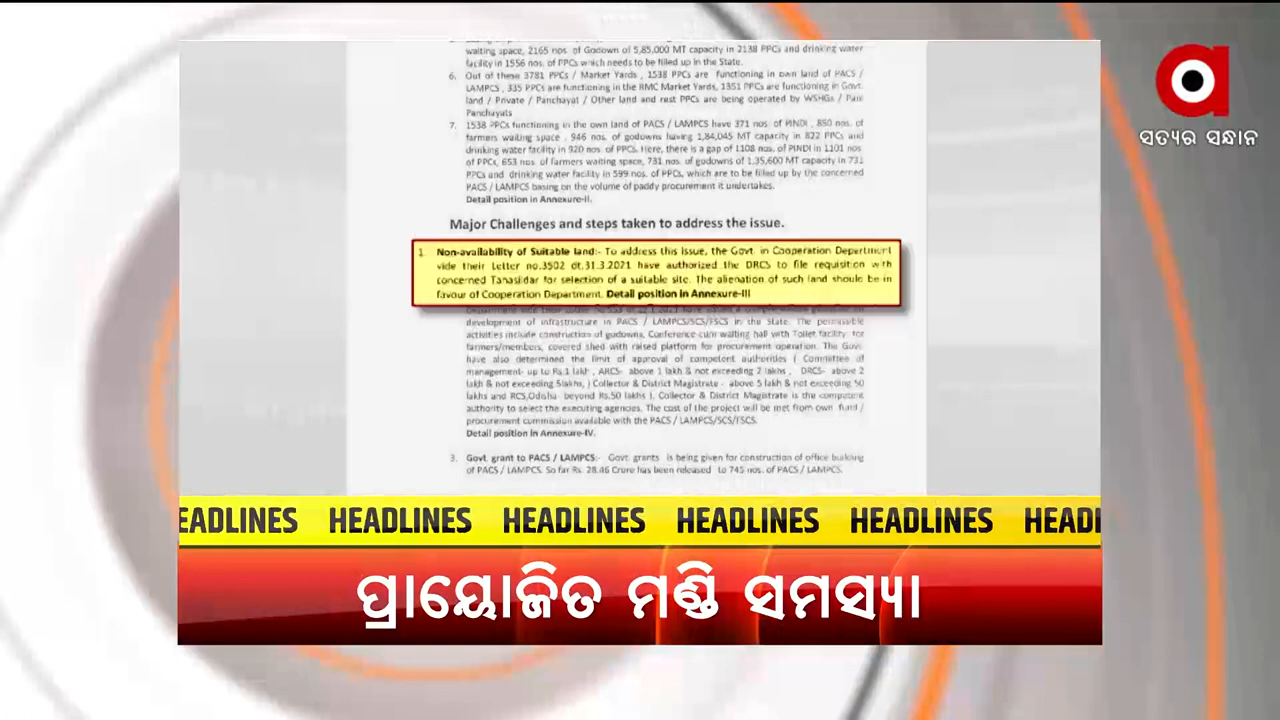 waiting space, 2165 nos. of Godown of 5,85,000 MT capacity in 2138 PPCs and drinking water
facility in 1556 nos. of PPCs which needs to be filled up in the State.
6. Out of these 3781 PPCs / Market Yards , 1538 PPCs are functioning in own land of PACS /
LAMPCS , 335 PPCs are functioning in the RMC Market Yards, 1351 PPCs are functioning in Govt.
land / Private / Panchayat / Other land and rest PPCs are being operated by WSHGs / Pani
Panchayats
7. 1538 PPCs functioning in the own land of PACS / LAMPCS have 371 nos. of PINDI , 850 nos. of
farmers waiting space , 946 nos. of godowns having 1,84,045 MT capacity in 822 PPCs and
drinking water facility in 920 nos. of PPCs. Here, there is a gap of 1108 nos. of PINDI in 1101 nos.
of PPCs, 653 nos. of farmers waiting space, 731 nos. of godowns of 1,35,600 MT capacity in 731
PPCs and drinking water facility in 599 nos. of PPCs, which are to be filled up by the concerned
PACS / LAMPCS basing on the volume of paddy procurement it undertakes.
Detail position in Annexure-II.
Major Challenges and steps taken to address the issue.
1. Non-availability of Suitable land:- To address this issue, the Govt. in Cooperation Department
vide their Letter no.3502 dt.31.3.2021 have authorized the DRCS to file requisition with
concerned Tahasildar for selection of a suitable site. The alienation of such land should be in
favour of Cooperation Department. Detail position in Annexure-III
development of infrastructure in PACS / LAMPCS/SCS/FSCS in the State. The permissible
activities include construction of godowns, Conference cum waiting hall with Toilet facility for
farmers/members, covered shed with raised platform for procurement operation. The Govt.
have also determined the limit of approval of competent authorities ( Committee of
management- up to Rs.1 lakh , ARCS- above 1 lakh & not exceeding 2 lakhs , DRCS- above 2
lakh & not exceeding 5lakhs, ) Collector & District Magistrate - above 5 lakh & not exceeding 50
lakhs and RCS,Odisha- beyond Rs.50 lakhs ). Collector & District Magistrate is the competent
authority to select the executing agencies. The cost of the project will be met from own fund /
procurement commission available with the PACS / LAMPCS/SCS/FSCS.
Detail position in Annexure-IV.
3. Govt. grant to PACS / LAMPCS:- Govt. grants is being given for construction of office building
of PACS / LAMPCS. So far Rs. 28.46 Crore has been released to 745 nos. of PACS / LAMPCS.
ସତ୍ୟର ସନ୍ଧାନ
EADLINES HEADLINES HEADLINES HEADLINES HEADLINES HEADL
ପ୍ରାୟୋଜିତ ମଣ୍ଡି ସମସ୍ୟା